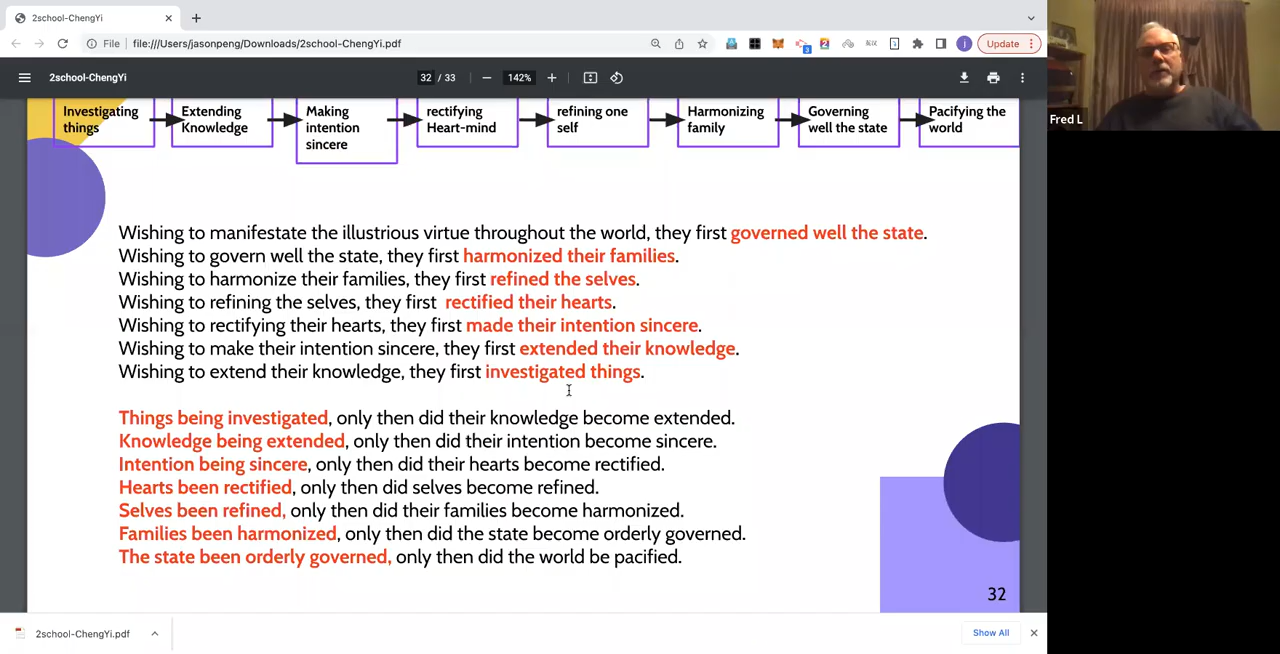 2school-ChengYi
File
file:///Users/jasonpeng/Downloads/2school-ChengYi.pdf
3
2
j
Update
2school-ChengYi
32 / 33
142%
Investigating things
Extending Knowledge
Making intention sincere
rectifying Heart-mind
refining one self
Harmonizing family
Governing well the state
Pacifying the world
Wishing to manifestate the illustrious virtue throughout the world, they first governed well the state.
Wishing to govern well the state, they first harmonized their families.
Wishing to harmonize their families, they first refined the selves.
Wishing to refining the selves, they first rectified their hearts.
Wishing to rectifying their hearts, they first made their intention sincere.
Wishing to make their intention sincere, they first extended their knowledge.
Wishing to extend their knowledge, they first investigated things.
Things being investigated, only then did their knowledge become extended.
Knowledge being extended, only then did their intention become sincere.
Intention being sincere, only then did their hearts become rectified.
Hearts been rectified, only then did selves become refined.
Selves been refined, only then did their families become harmonized.
Families been harmonized, only then did the state become orderly governed.
The state been orderly governed, only then did the world be pacified.
32
2school-ChengYi.pdf
Show All
Fred L